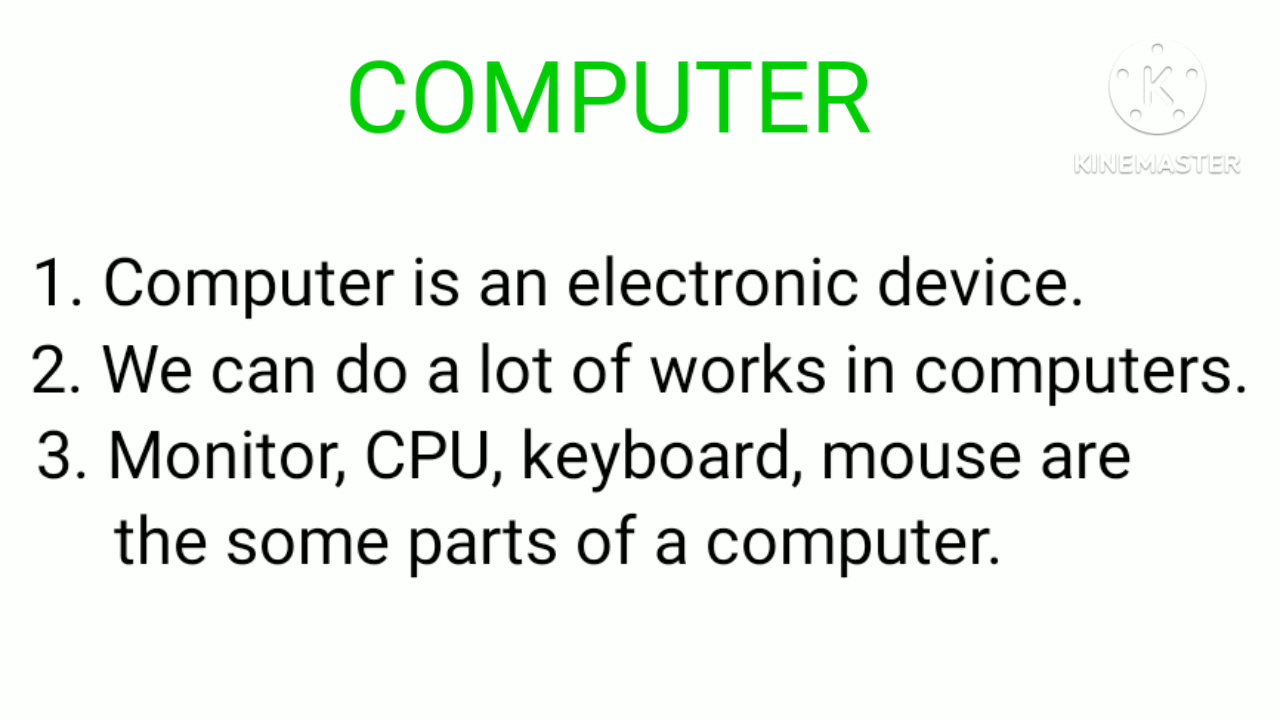 COMPUTER
K
KINEMASTER
1. Computer is an electronic device.
2. We can do a lot of works in computers.
3. Monitor, CPU, keyboard, mouse are
the some parts of a computer.